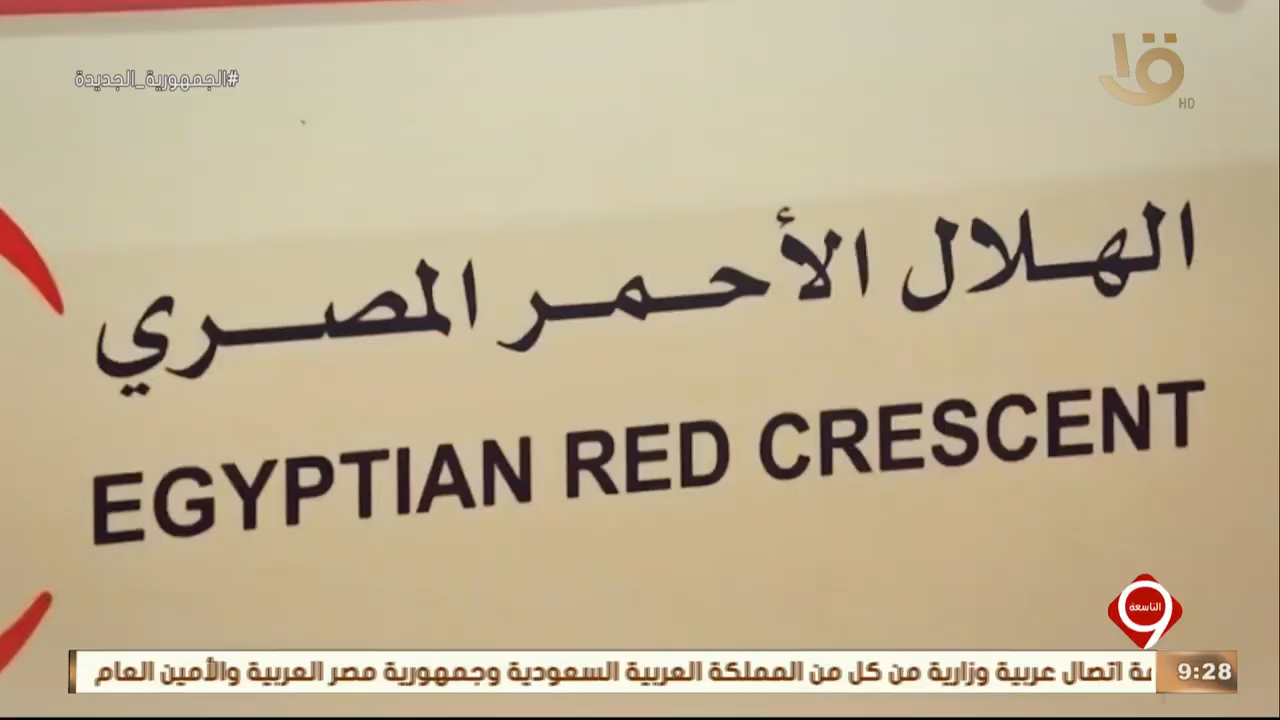 #الجمهورية_الجديدة
HD
الهلال الأحمر المصري
EGYPTIAN RED CRESCENT
التاسعة
9
9:28
اتصال عربية وزارية من كل من المملكة العربية السعودية وجمهورية مصر العربية والأمين العام